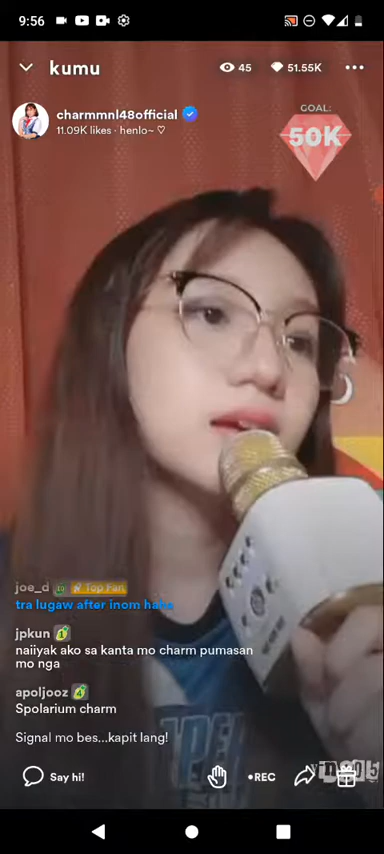 9:56
kumu
45
51.55K
charmmnl48official
11.09K likes · henlo~ ♡
GOAL:
50K
joe_d Top Fan
tra lugaw after inom haha
jpkun 1
naiiyak ako sa kanta mo charm pumasan
mo nga
apoljooz 4
Spolarium charm
Signal mo bes...kapit lang!
Say hi!
•REC